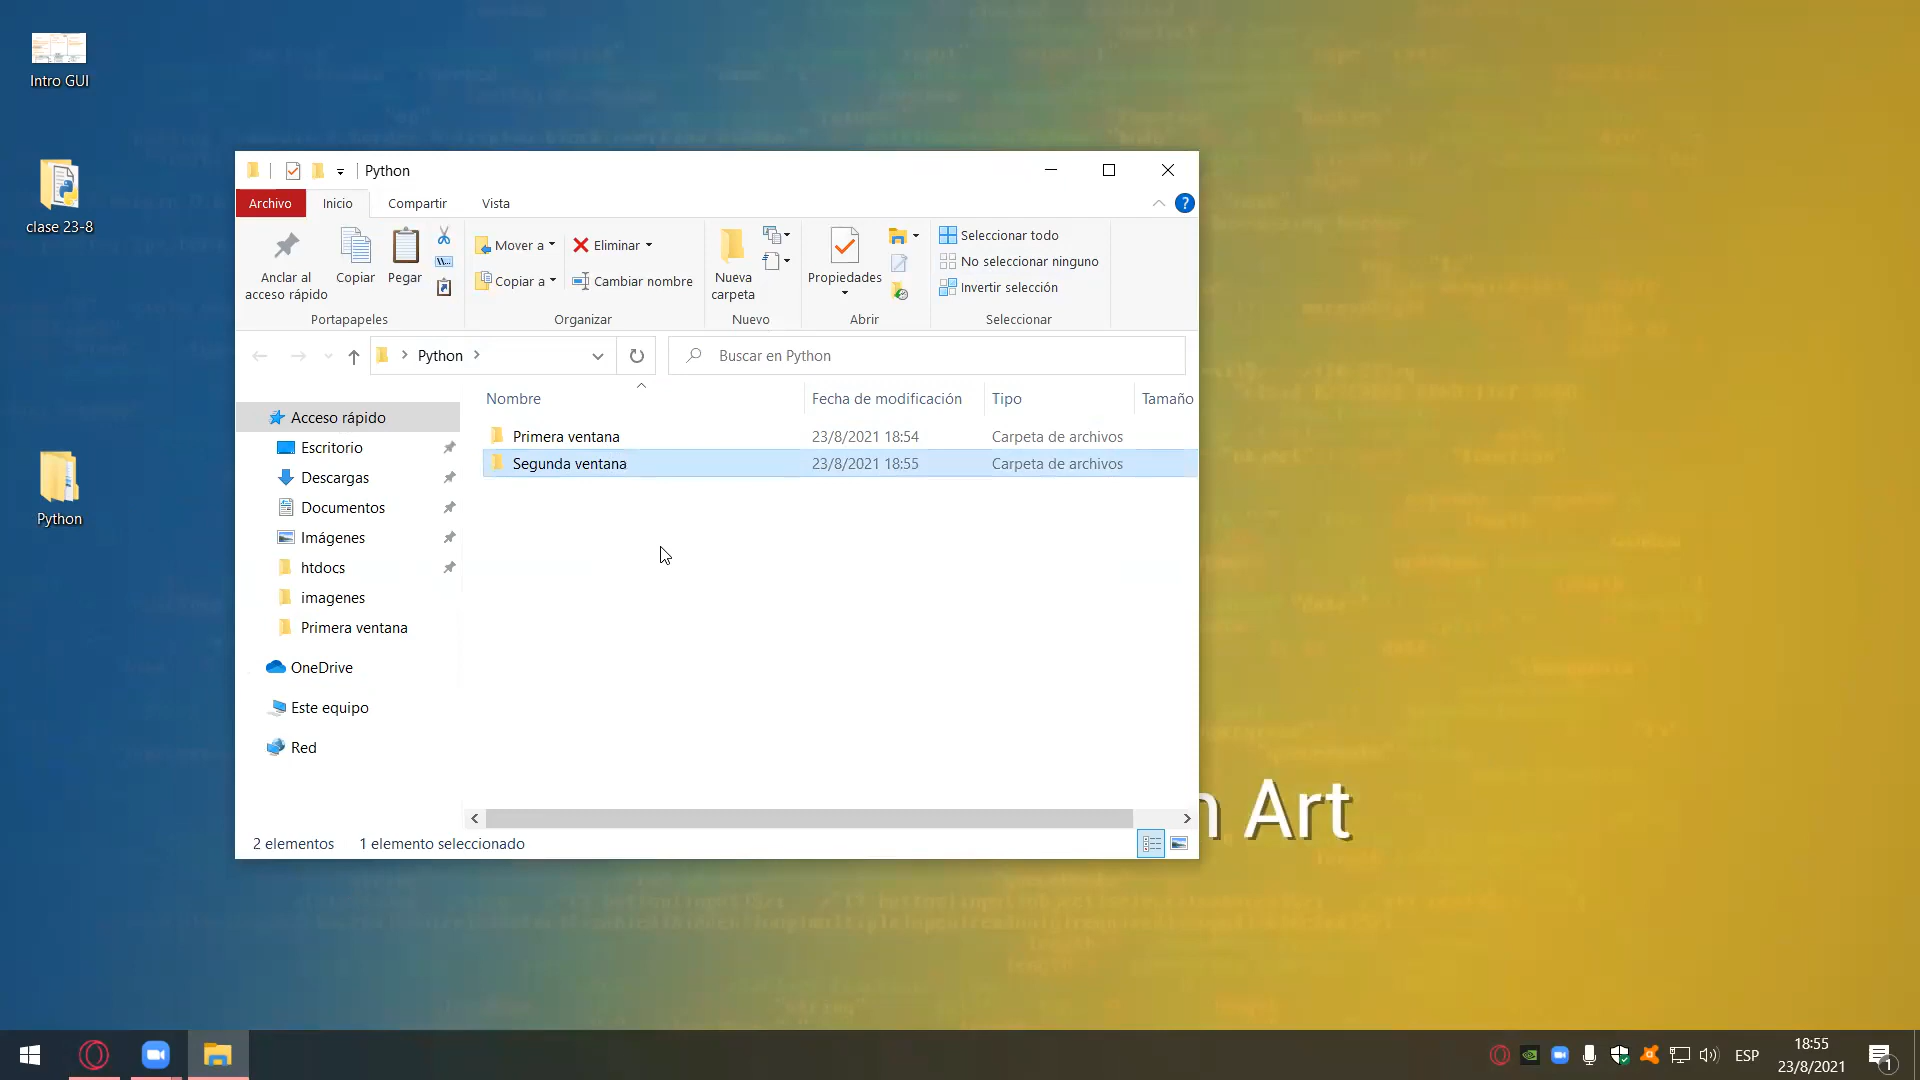 Intro GUI
clase 23-8
Python
Python
Archivo
Inicio
Compartir
Vista
Anclar al
acceso rápido
Copiar
Pegar
Portapapeles
Mover a
Copiar a
Eliminar
Cambiar nombre
Organizar
Nueva
carpeta
Nuevo
Propiedades
Abrir
Seleccionar todo
No seleccionar ninguno
Invertir selección
Seleccionar
Python
Buscar en Python
Nombre
Fecha de modificación
Tipo
Tamaño
Primera ventana
23/8/2021 18:54
Carpeta de archivos
Segunda ventana
23/8/2021 18:55
Carpeta de archivos
Acceso rápido
Escritorio
Descargas
Documentos
Imágenes
htdocs
imagenes
Primera ventana
OneDrive
Este equipo
Red
2 elementos
1 elemento seleccionado
Art
ESP
18:55
23/8/2021
1